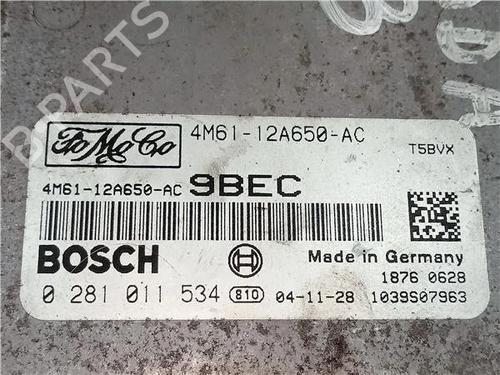 B-PARTS
FoMoCo
4M61-12A650-AC
T5BVX
4M61-12A650-AC 9BEC
BOSCH
Made in Germany
1876 0628
0 281 011 534 810 04-11-28 1039S07963